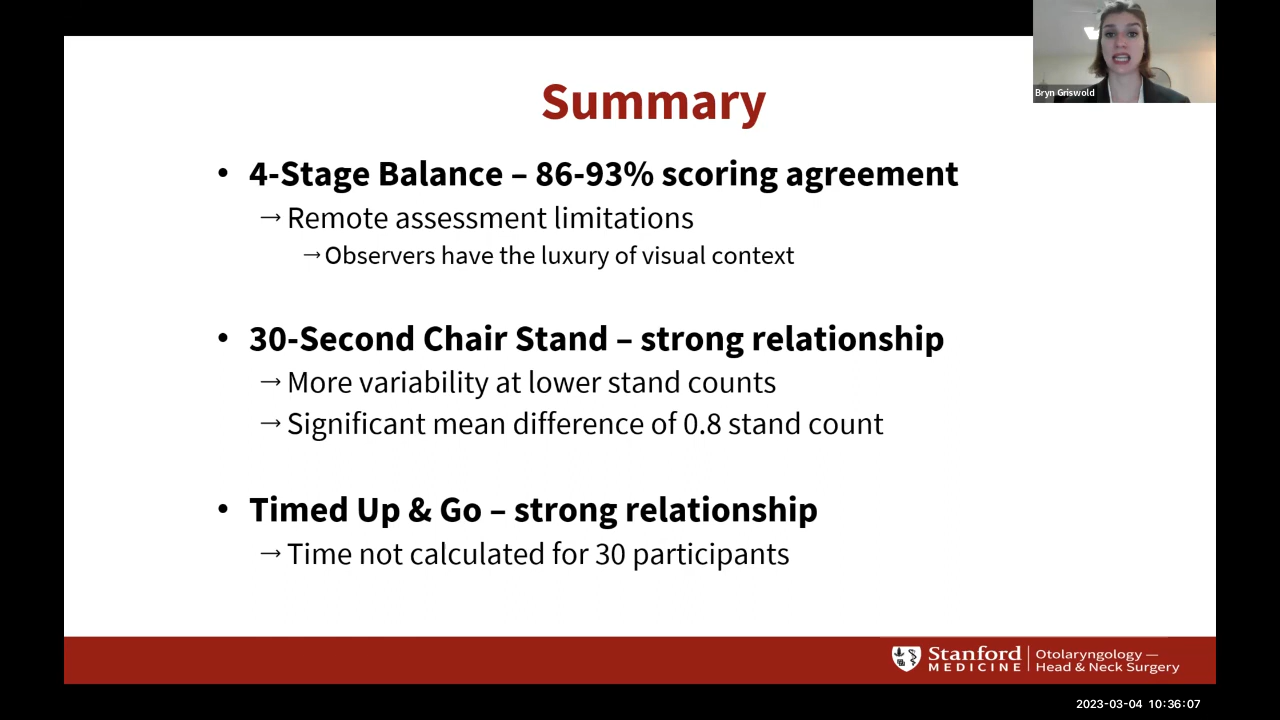 Summary
Bryn Griswold
• 4-Stage Balance – 86-93% scoring agreement
→ Remote assessment limitations
→ Observers have the luxury of visual context
• 30-Second Chair Stand – strong relationship
→ More variability at lower stand counts
→ Significant mean difference of 0.8 stand count
• Timed Up & Go – strong relationship
→ Time not calculated for 30 participants
Stanford
MEDICINE
Otolaryngology —
Head & Neck Surgery
2023-03-04 10:36:07